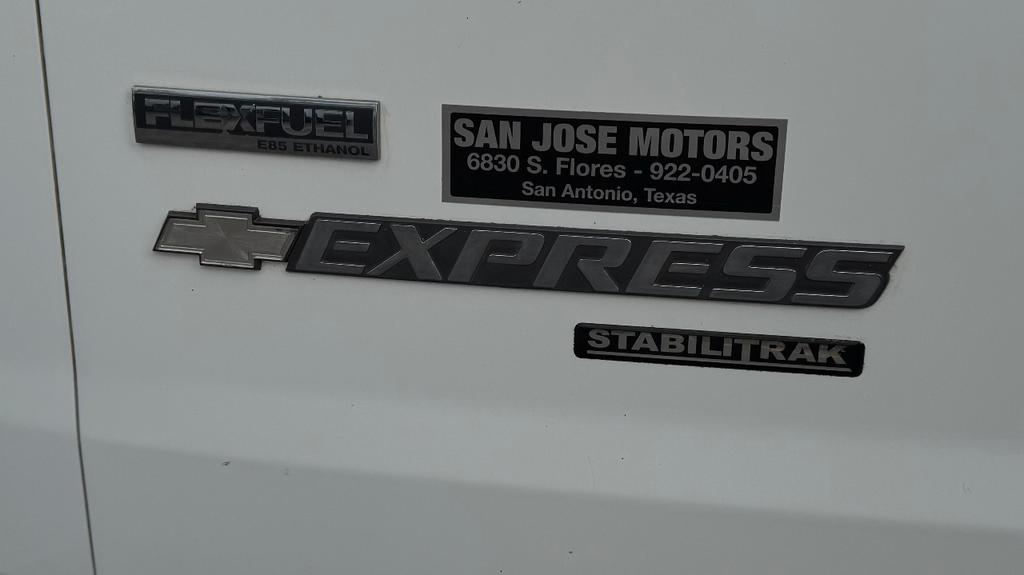 FLEXFUEL
E85 ETHANOL
SAN JOSE MOTORS
6830 S. Flores - 922-0405
San Antonio, Texas
EXPRESS
STABILITRAK